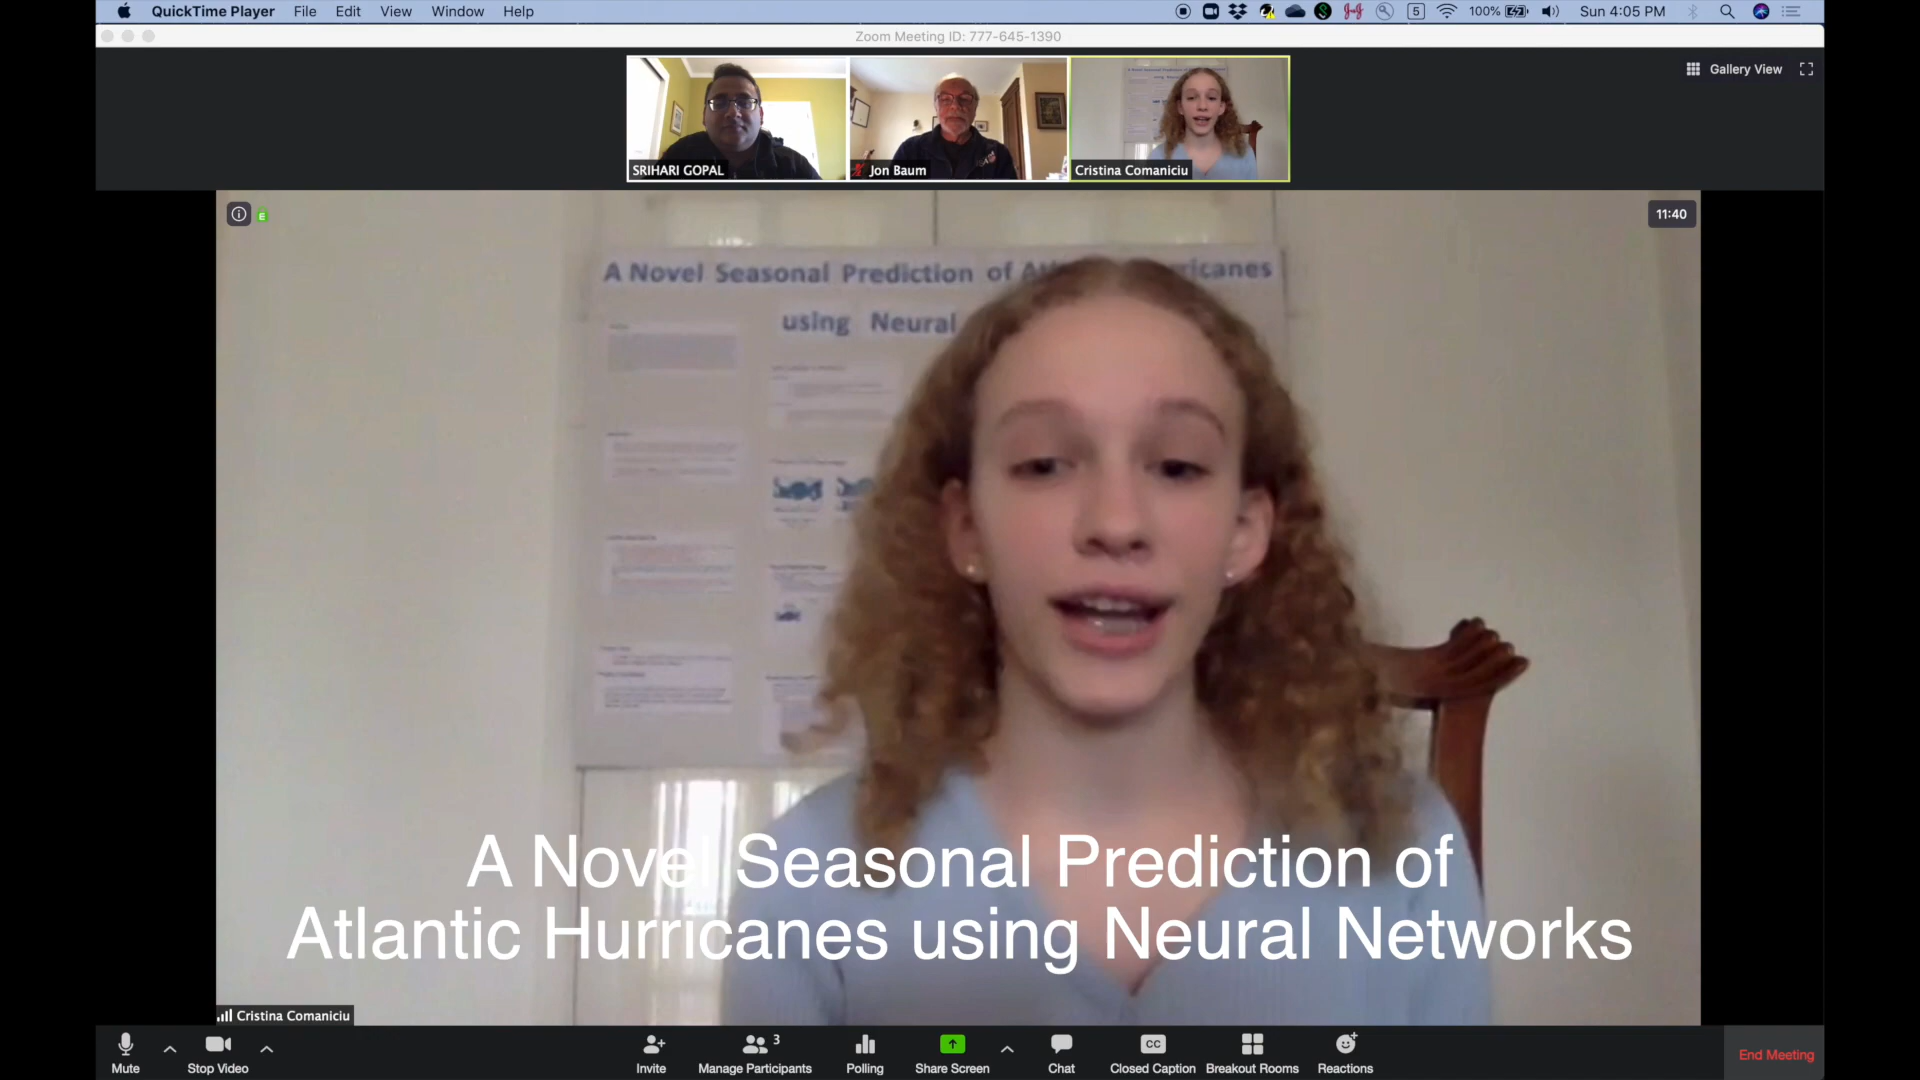 QuickTime Player File Edit View Window Help 5 100% Sun 4:05 PM
Zoom Meeting ID: 777-645-1390
Gallery View
SRIHARI GOPAL
Jon Baum
Cristina Comaniciu
E
11:40
A Novel Seasonal Prediction of
ricanes
using Neural
A Novel Seasonal Prediction of
Atlantic Hurricanes using Neural Networks
Cristina Comaniciu
3
CC
Mute Stop Video Invite Manage Participants Polling Share Screen Chat Closed Caption Breakout Rooms Reactions End Meeting